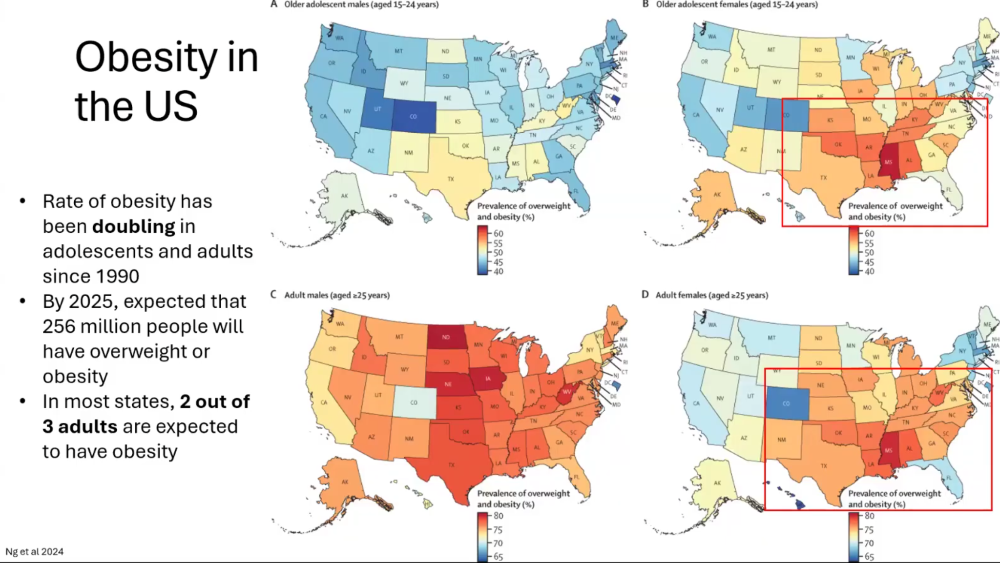 Obesity in
the US
• Rate of obesity has
been doubling in
adolescents and adults
since 1990
• By 2025, expected that
256 million people will
have overweight or
obesity
• In most states, 2 out of
3 adults are expected
to have obesity
Ng et al 2024
A Older adolescent males (aged 15–24 years)
WA
MT
ND
MN
MI
ME
VT
NH
MA
OR
ID
SD
WI
NY
RI
CT
WY
IA
PA
NJ
NE
OH
DC
NV
UT
CO
IL
IN
WV
DE
MD
CA
KS
MO
KY
VA
NC
TN
AZ
NM
OK
AR
SC
MS
AL
GA
TX
LA
FL
AK
HI
Prevalence of overweight
and obesity (%)
60
55
50
45
40
B Older adolescent females (aged 15–24 years)
WA
MT
ND
MN
MI
ME
VT
NH
MA
OR
ID
SD
WI
NY
RI
CT
WY
IA
PA
NJ
NE
OH
DC
NV
UT
CO
IL
IN
WV
DE
MD
CA
KS
MO
KY
VA
NC
TN
AZ
NM
OK
AR
SC
MS
AL
GA
TX
LA
FL
AK
HI
Prevalence of overweight
and obesity (%)
60
55
50
45
40
C Adult males (aged ≥25 years)
WA
MT
ND
MN
MI
ME
VT
NH
MA
OR
ID
SD
WI
NY
RI
CT
WY
IA
PA
NJ
NE
OH
DC
NV
UT
CO
IL
IN
WV
DE
MD
CA
KS
MO
KY
VA
NC
TN
AZ
NM
OK
AR
SC
MS
AL
GA
TX
LA
FL
AK
HI
Prevalence of overweight
and obesity (%)
80
75
70
65
D Adult females (aged ≥25 years)
WA
MT
ND
MN
MI
ME
VT
NH
MA
OR
ID
SD
WI
NY
RI
CT
WY
IA
PA
NJ
NE
OH
DC
NV
UT
CO
IL
IN
WV
DE
CA
KS
MO
KY
VA
NC
TN
AZ
NM
OK
AR
SC
MS
AL
GA
TX
LA
FL
AK
Prevalence of overweight
and obesity (%)
80
75
70
65